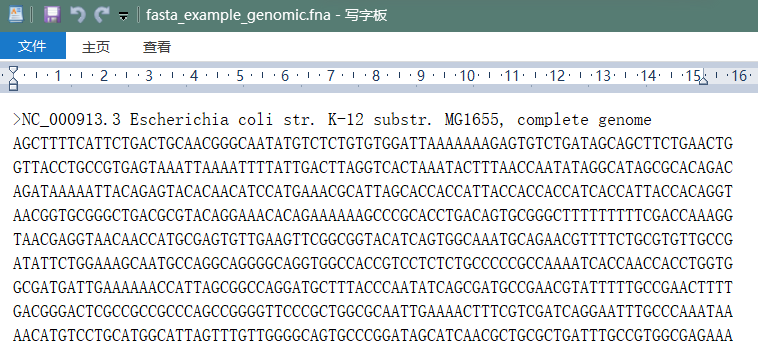 fasta_example_genomic.fna - 写字板
文件 主页 查看
1 2 3 4 5 6 7 8 9 10 11 12 13 14 15 16
>NC_000913.3 Escherichia coli str. K-12 substr. MG1655, complete genome
AGCTTTTCATTCTGACTGCAACGGGCAATATGTCTCTGTGTGGATTAAAAAAAGAGTGTCTGATAGCAGCTTCTGAACTG
GTTACCTGCCGTGAGTAAATTAAAATTTTATTGACTTAGGTCACTAAATACTTTAACCAATATAGGCATAGCGCACAGAC
AGATAAAAATTACAGAGTACACAACATCCATGAAACGCATTAGCACCACCATTACCACCACCATCACCATTACCACAGGT
AACGGTGCGGGCTGACGCGTACAGGAAACACAGAAAAAAGCCCGCACCTGACAGTGCGGGCTTTTTTTTTCGACCAAAGG
TAACGAGGTAACAACCATGCGAGTGTTGAAGTTCGGCGGTACATCAGTGGCAAATGCAGAACGTTTTCTGCGTGTTGCCG
ATATTCTGGAAAGCAATGCCAGGCAGGGGCAGGTGGCCACCGTCCTCTCTGCCCCCGCCAAAATCACCAACCACCTGGTG
GCGATGATTGAAAAAACCATTAGCGGCCAGGATGCTTTACCCAATATCAGCGATGCCGAACGTATTTTTGCCGAACTTTT
GACGGGACTCGCCGCCGCCCAGCCGGGGTTCCCGCTGGCGCAATTGAAAACTTTCGTCGATCAGGAATTTGCCCAAATAA
AACATGTCCTGCATGGCATTAGTTTGTTGGGGCAGTGCCCGGATAGCATCAACGCTGCGCTGATTTGCCGTGGCGAGAAA